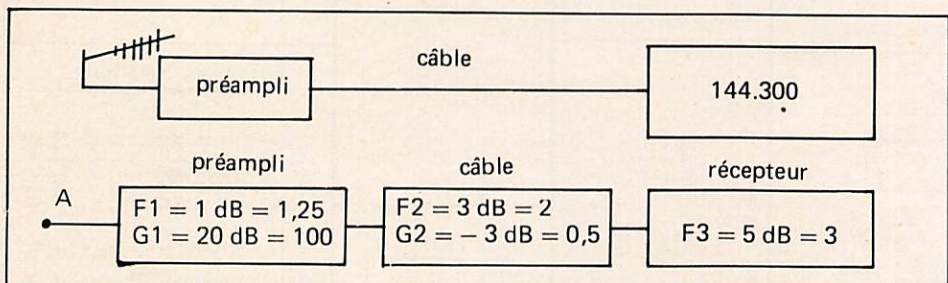 câble
préampli
144.300
préampli
câble
récepteur
A
F1 = 1 dB = 1,25
G1 = 20 dB = 100
F2 = 3 dB = 2
G2 = – 3 dB = 0,5
F3 = 5 dB = 3